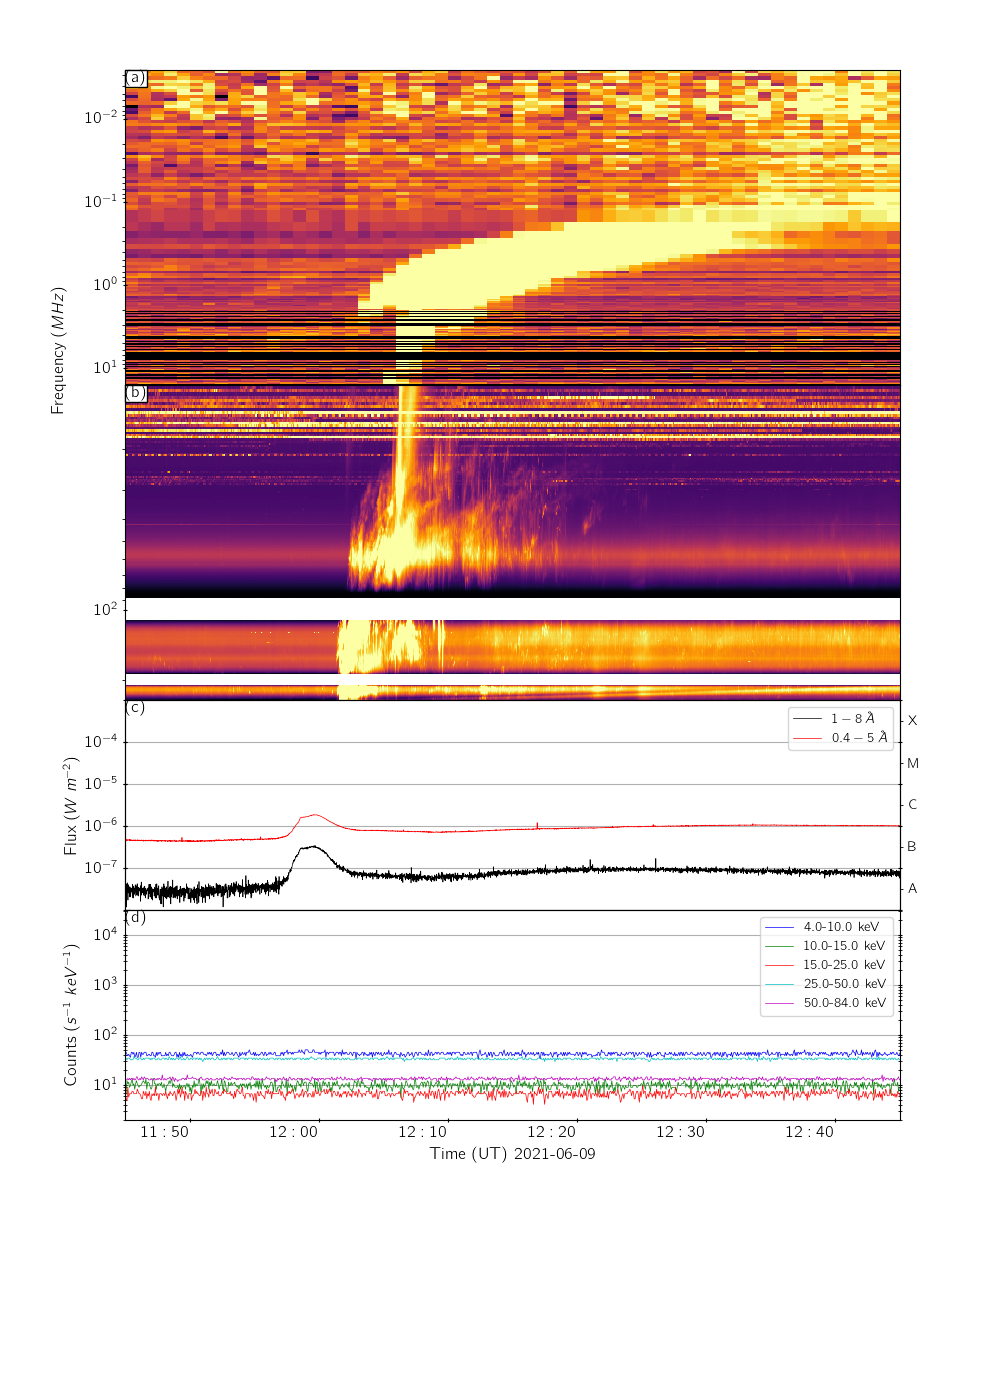 (a)
10⁻²
10⁻¹
10⁰
10¹
Frequency (MHz)
(b)
10²
(c)
1 − 8 Å
0.4 − 5 Å
X
M
C
B
A
10⁻⁴
10⁻⁵
10⁻⁶
10⁻⁷
Flux (W m⁻²)
(d)
4.0-10.0 keV
10.0-15.0 keV
15.0-25.0 keV
25.0-50.0 keV
50.0-84.0 keV
10⁴
10³
10²
10¹
Counts (s⁻¹ keV⁻¹)
11 : 50 12 : 00 12 : 10 12 : 20 12 : 30 12 : 40
Time (UT) 2021-06-09